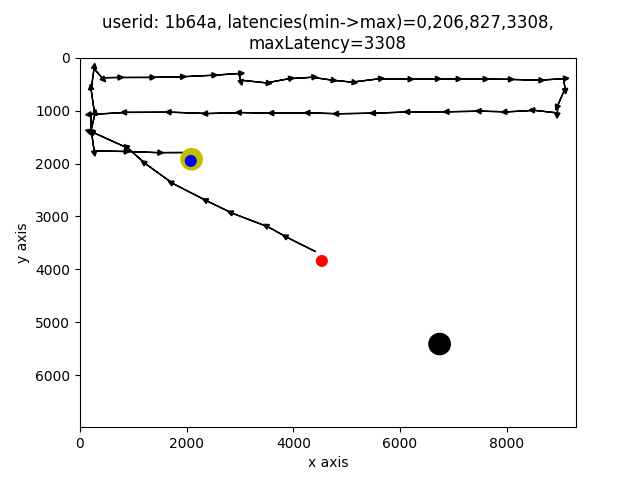 userid: 1b64a, latencies(min->max)=0,206,827,3308,
maxLatency=3308
0
1000
2000
3000
4000
5000
6000
y axis
0 2000 4000 6000 8000
x axis